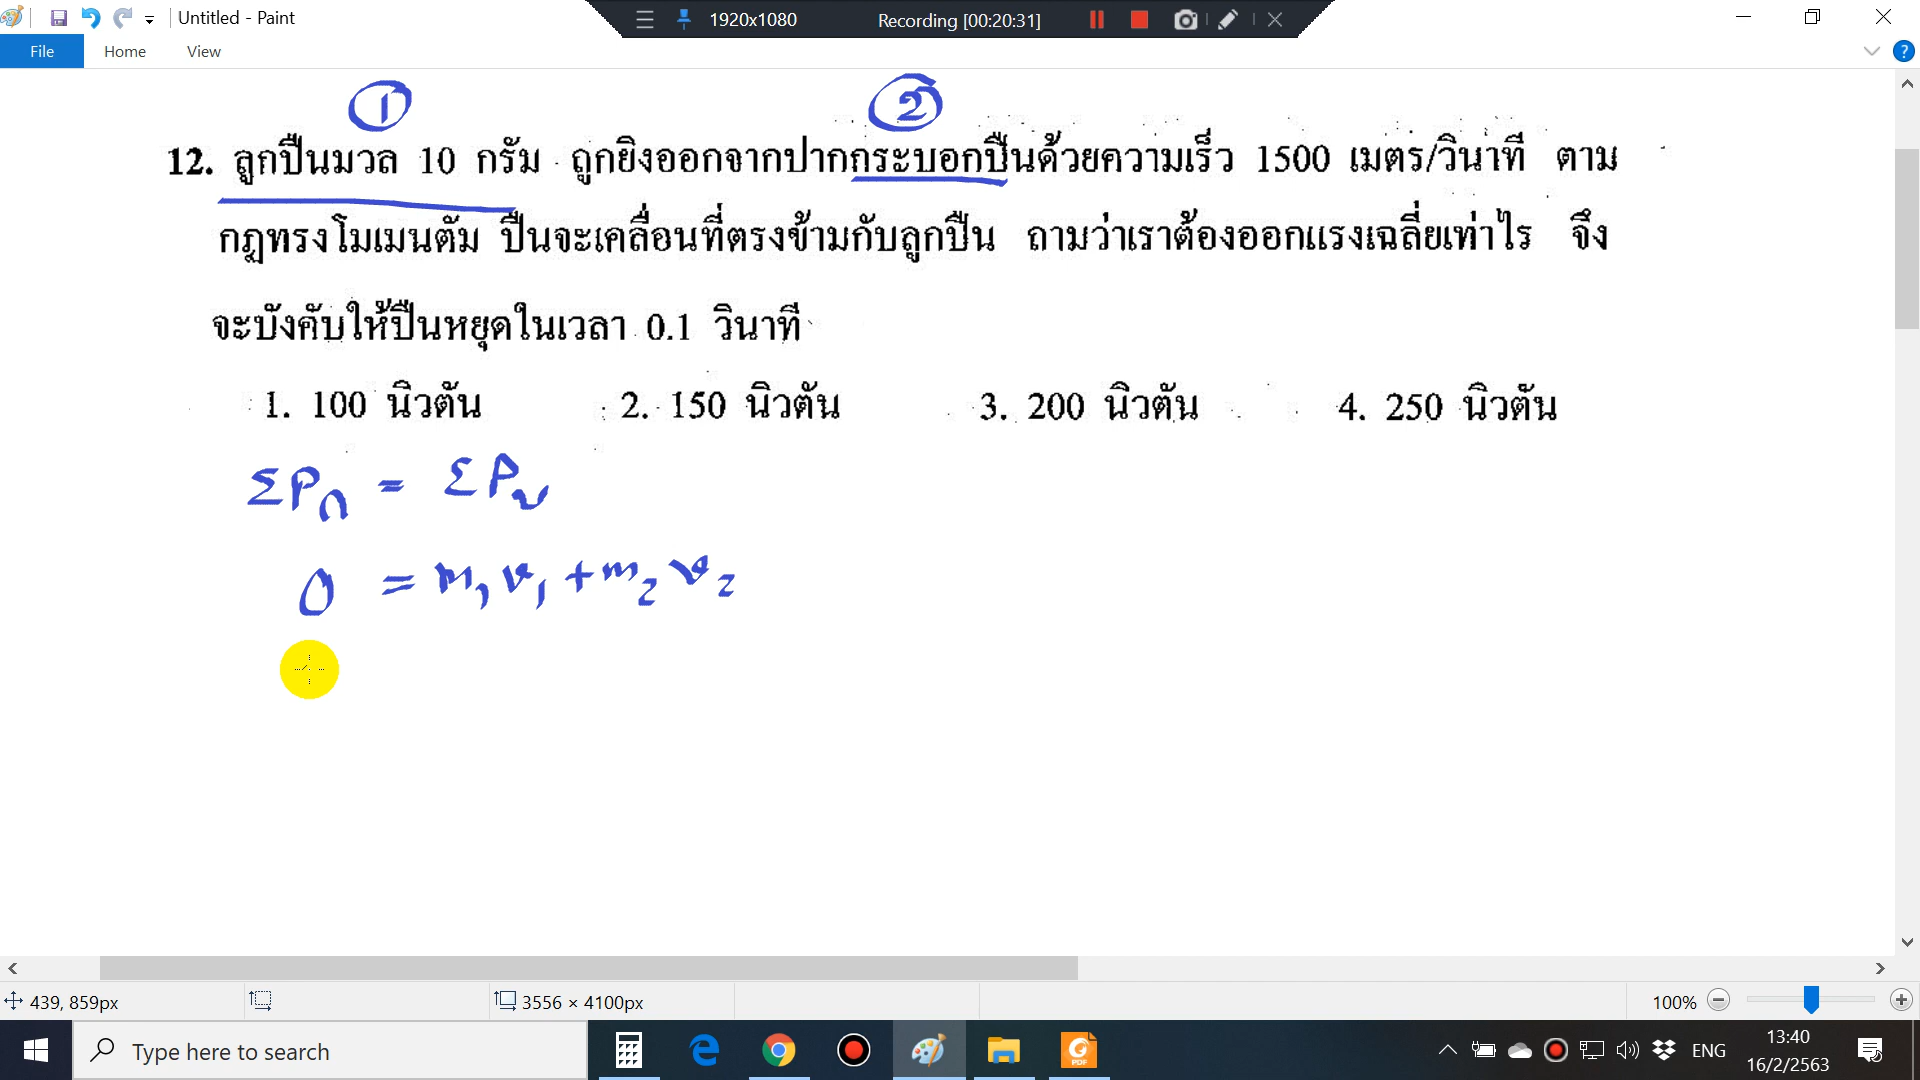 Untitled - Paint
1920x1080
Recording [00:20:31]
File
Home
View
①
②
12. ลูกปืนมวล 10 กรัม ถูกยิงออกจากปากกระบอกปืนด้วยความเร็ว 1500 เมตร/วินาที ตาม
กฎทรงโมเมนตัม ปืนจะเคลื่อนที่ตรงข้ามกับลูกปืน ถามว่าเราต้องออกแรงเฉลี่ยเท่าไร จึง
จะบังคับให้ปืนหยุดในเวลา 0.1 วินาที
1. 100 นิวตัน 2. 150 นิวตัน 3. 200 นิวตัน 4. 250 นิวตัน
ΣPก = ΣPน
0 = m₁v₁ + m₂v₂
439, 859px
3556 × 4100px
100%
Type here to search
ENG
13:40
16/2/2563